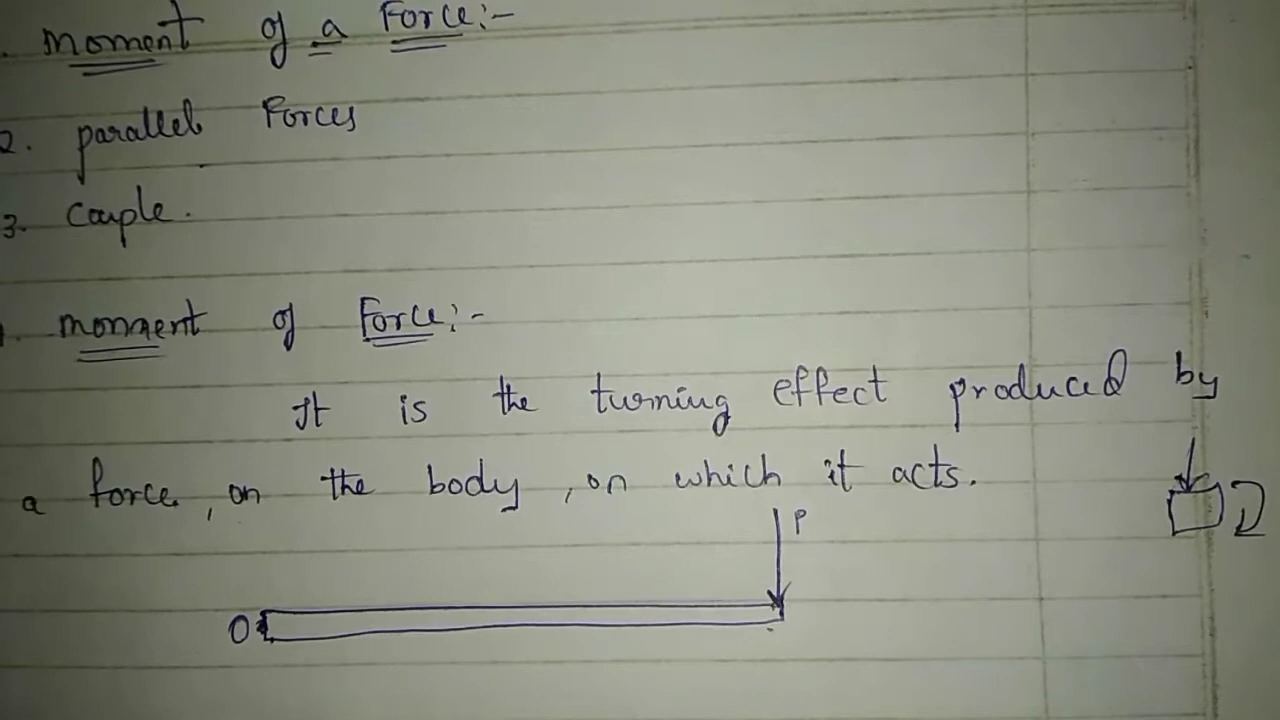 . Moment of a Force:-
2. parallel Forces
3. Couple.
1. moment of Force:-
It is the turning effect produced by
a force, on the body, on which it acts.
P
O